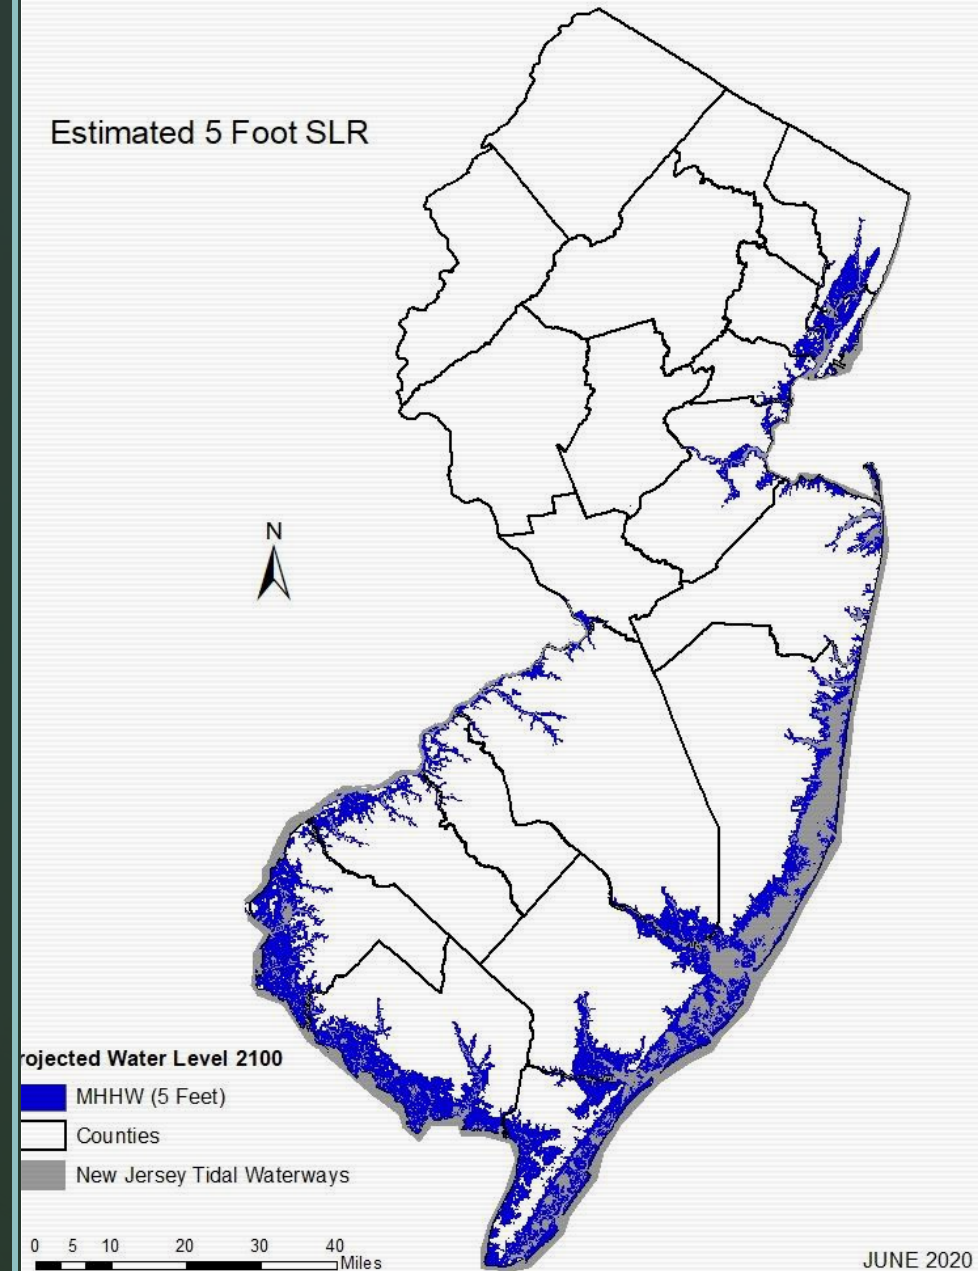 Estimated 5 Foot SLR
N
rojected Water Level 2100
MHHW (5 Feet)
Counties
New Jersey Tidal Waterways
0 5 10 20 30 40
Miles
JUNE 2020